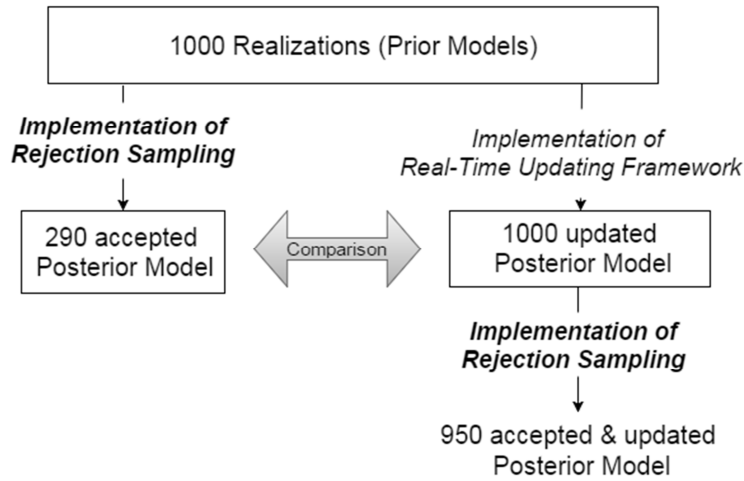 1000 Realizations (Prior Models)
Implementation of
Rejection Sampling
290 accepted
Posterior Model
Comparison
Implementation of
Real-Time Updating Framework
1000 updated
Posterior Model
Implementation of
Rejection Sampling
950 accepted & updated
Posterior Model